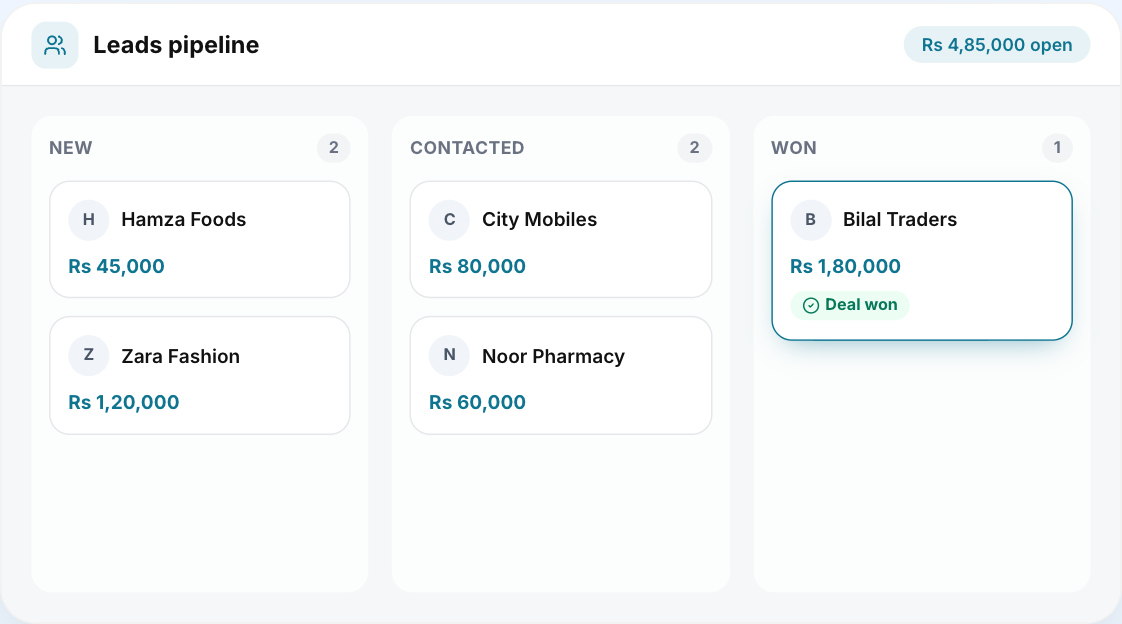 Leads pipeline
Rs 4,85,000 open
NEW
2
H
Hamza Foods
Rs 45,000
Z
Zara Fashion
Rs 1,20,000
CONTACTED
2
C
City Mobiles
Rs 80,000
N
Noor Pharmacy
Rs 60,000
WON
1
B
Bilal Traders
Rs 1,80,000
Deal won